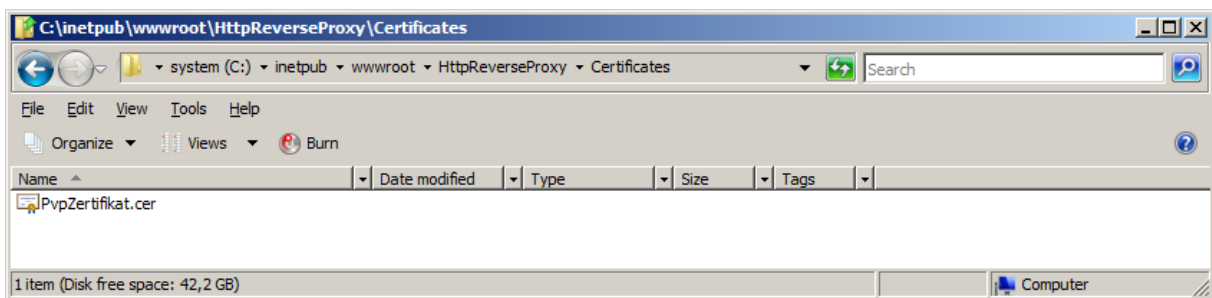 C:\inetpub\wwwroot\HttpReverseProxy\Certificates
system (C:) inetpub wwwroot HttpReverseProxy Certificates Search
File Edit View Tools Help
Organize Views Burn
Name Date modified Type Size Tags
PvpZertifikat.cer
1 item (Disk free space: 42,2 GB) Computer